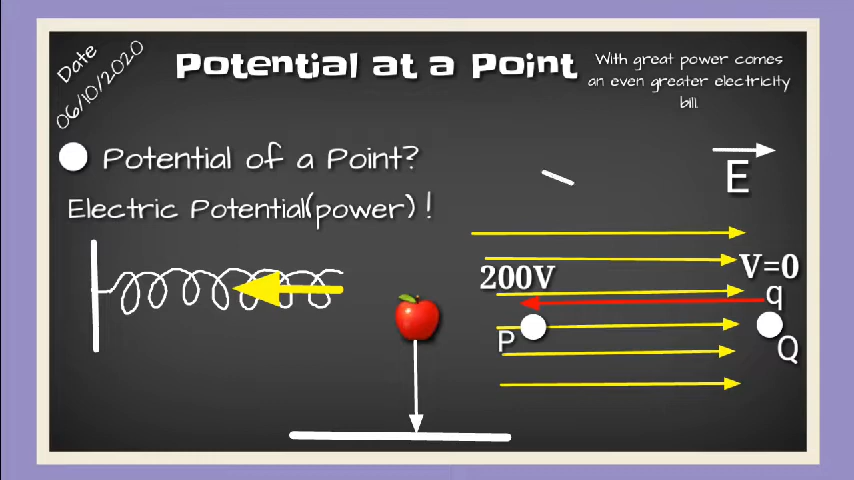 Date
06/10/2020
Potential at a Point
With great power comes
an even greater electricity
bill
Potential of a Point?
E
Electric Potential(power) !
200V
V=0
q
P
Q